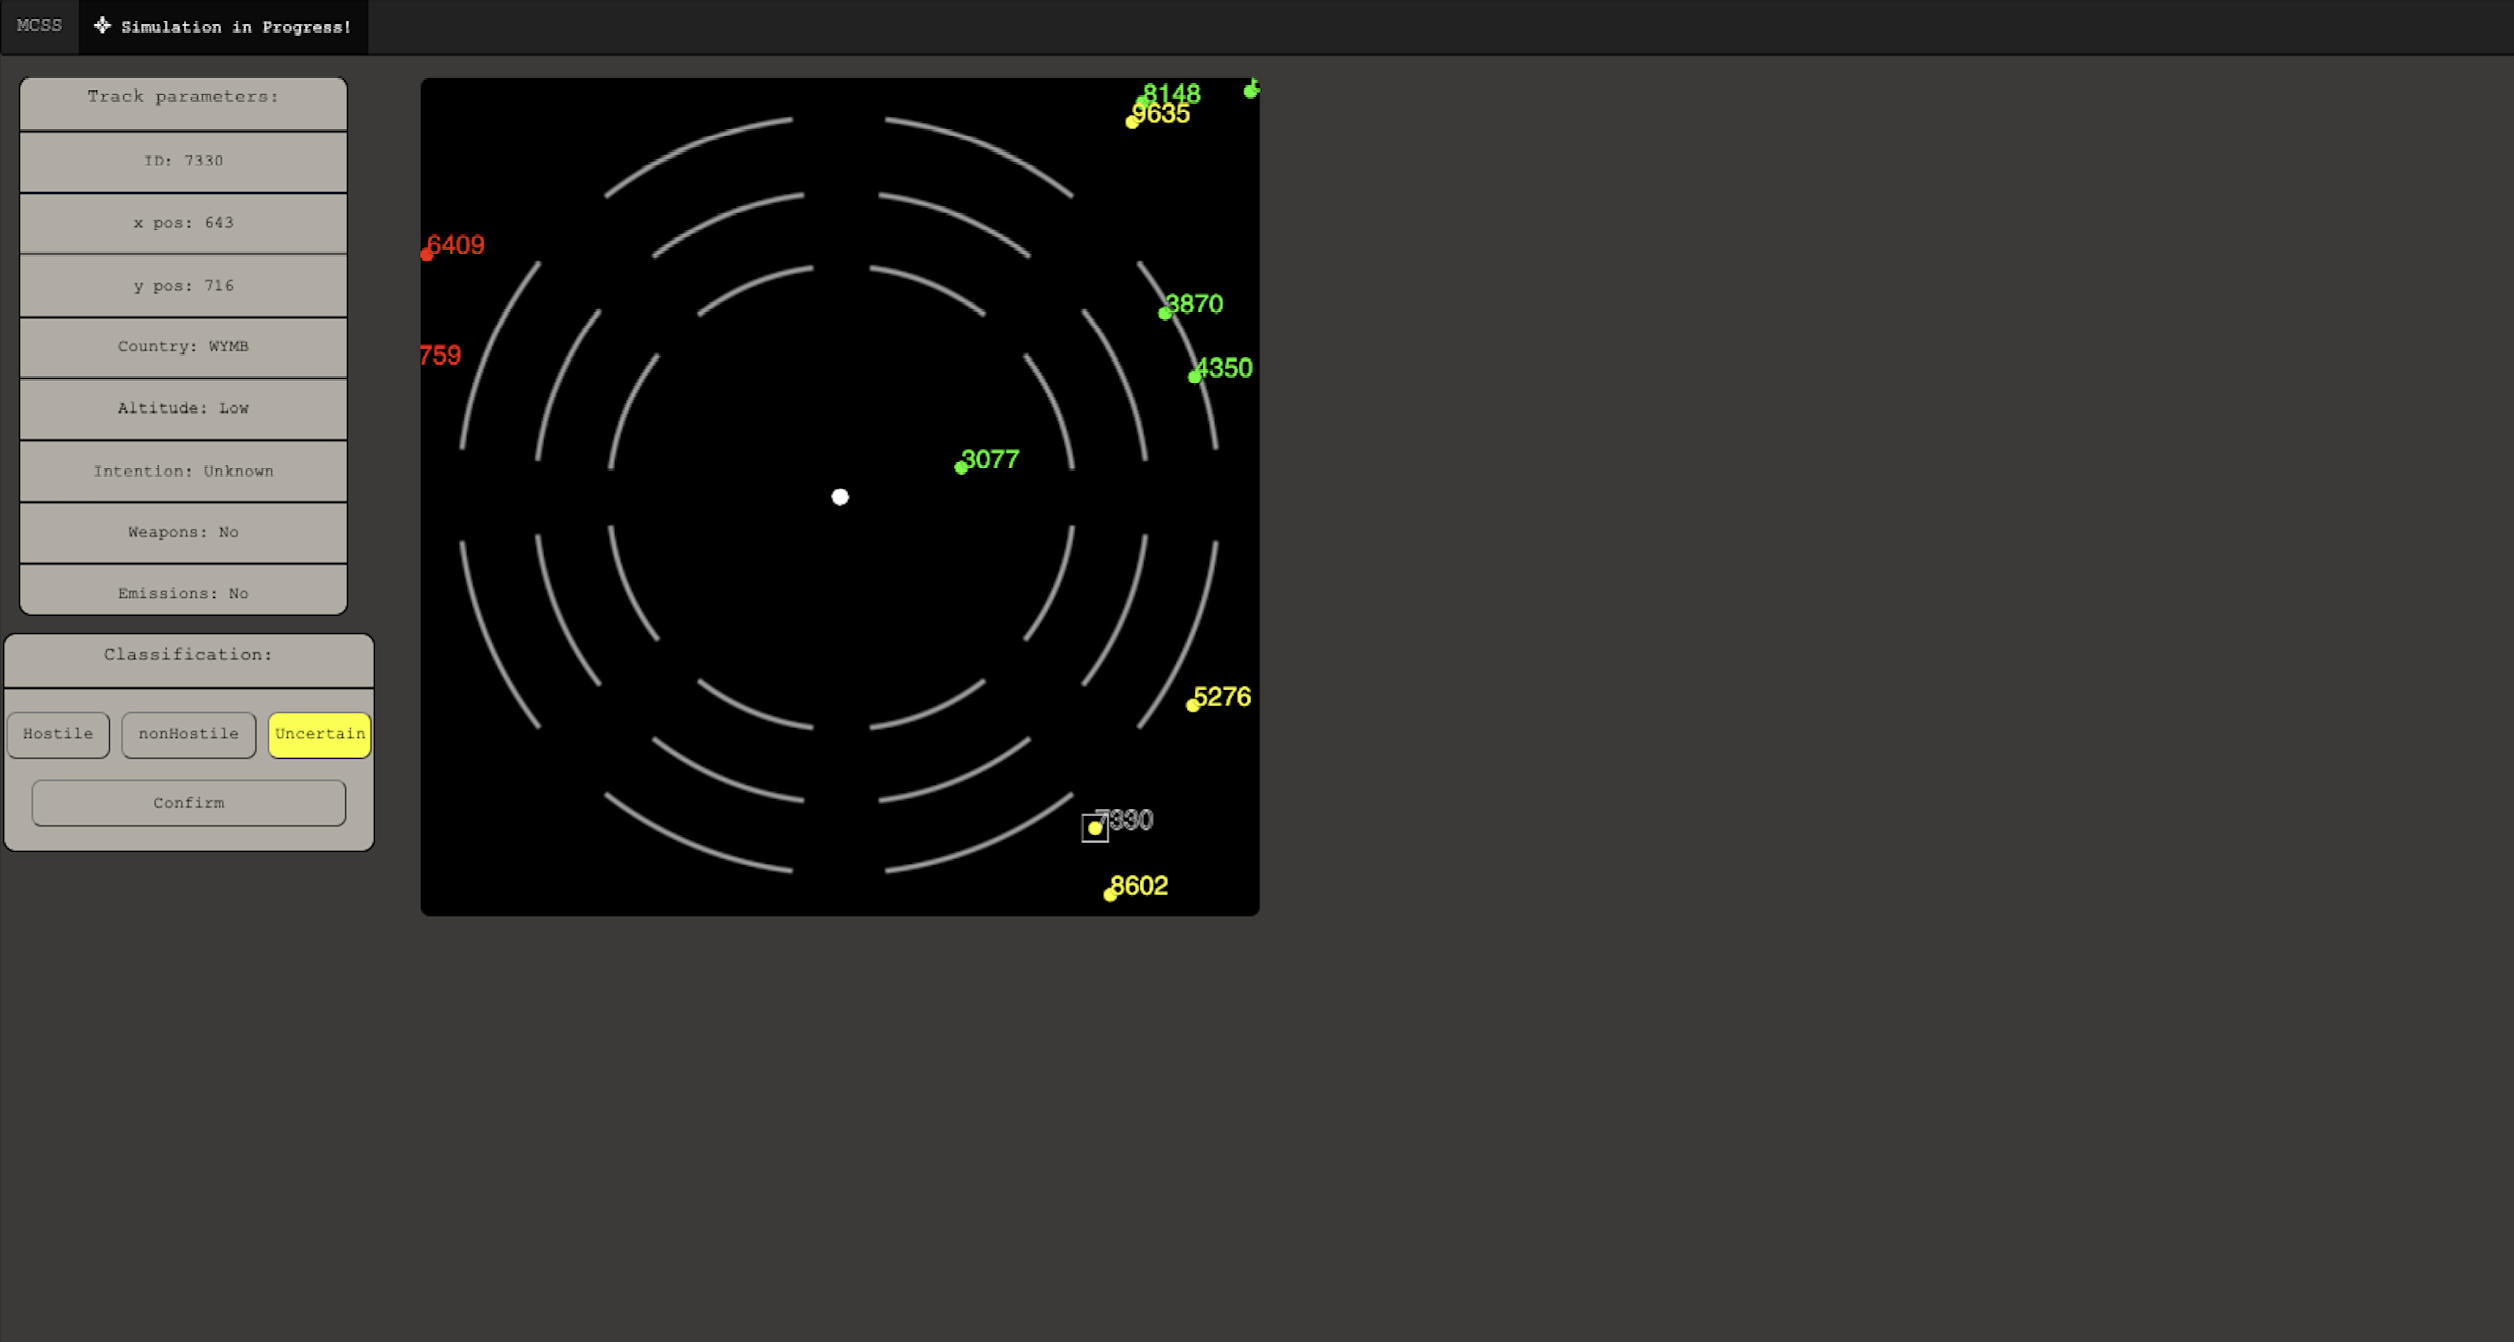 MCSS
Simulation in Progress!
Track parameters:
ID: 7330
x pos: 643
y pos: 716
Country: WYMB
Altitude: Low
Intention: Unknown
Weapons: No
Emissions: No
Classification:
Hostile
nonHostile
Uncertain
Confirm
8148
9635
6409
3870
759
4350
3077
5276
7330
8602